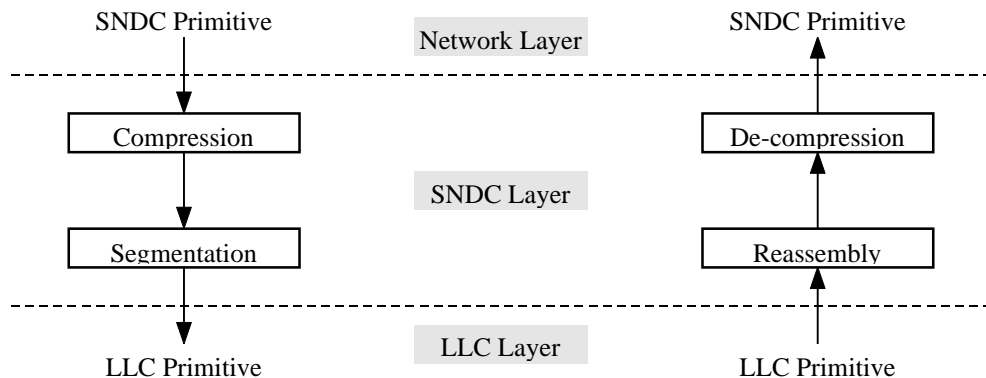 SNDC Primitive
Network Layer
SNDC Primitive
Compression
De-compression
SNDC Layer
Segmentation
Reassembly
LLC Layer
LLC Primitive
LLC Primitive